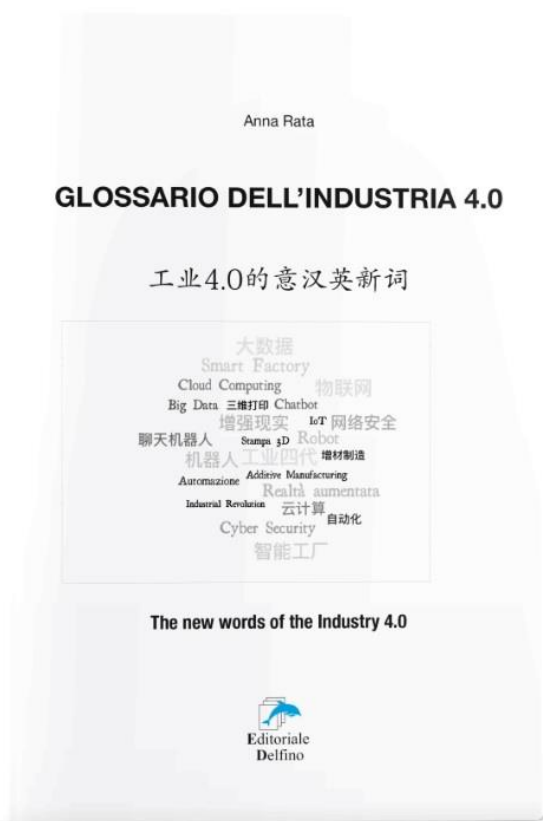 Anna Rata
GLOSSARIO DELL'INDUSTRIA 4.0
工业4.0的意汉英新词
大数据
Smart Factory
Cloud Computing 物联网
Big Data 三维打印 Chatbot
增强现实 IoT 网络安全
聊天机器人 Stampa 3D Robot
机器人 工业四代 增材制造
Automazione Additive Manufacturing
Realtà aumentata
Industrial Revolution 云计算
自动化
Cyber Security
智能工厂
The new words of the Industry 4.0
Editoriale
Delfino